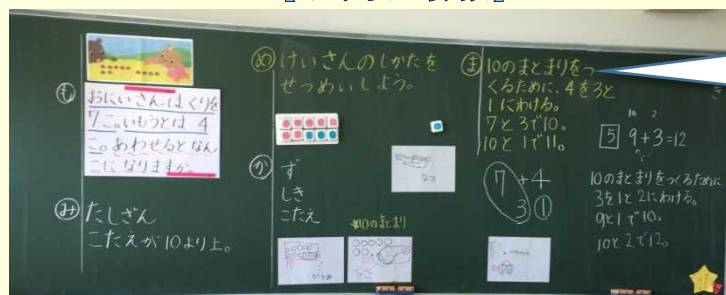 も
おにいさんはくりを
7こ。いもうとは 4
こ。あわせるとなん
こになりますか。
み
たしざん
こたえが10より上。
め
けいさんのしかたを
せつめいしよう。
か
ず
しき
こたえ
10のまとまり
ま
10のまとまりをつ
くるために、4を3と
1にわける。
7と3で10。
10と1で11。
7+4
3 1
10 2
5 9+3=12
10のまとまりをつくるために
3を1と2にわける。
9と1で10。
10と2で12。